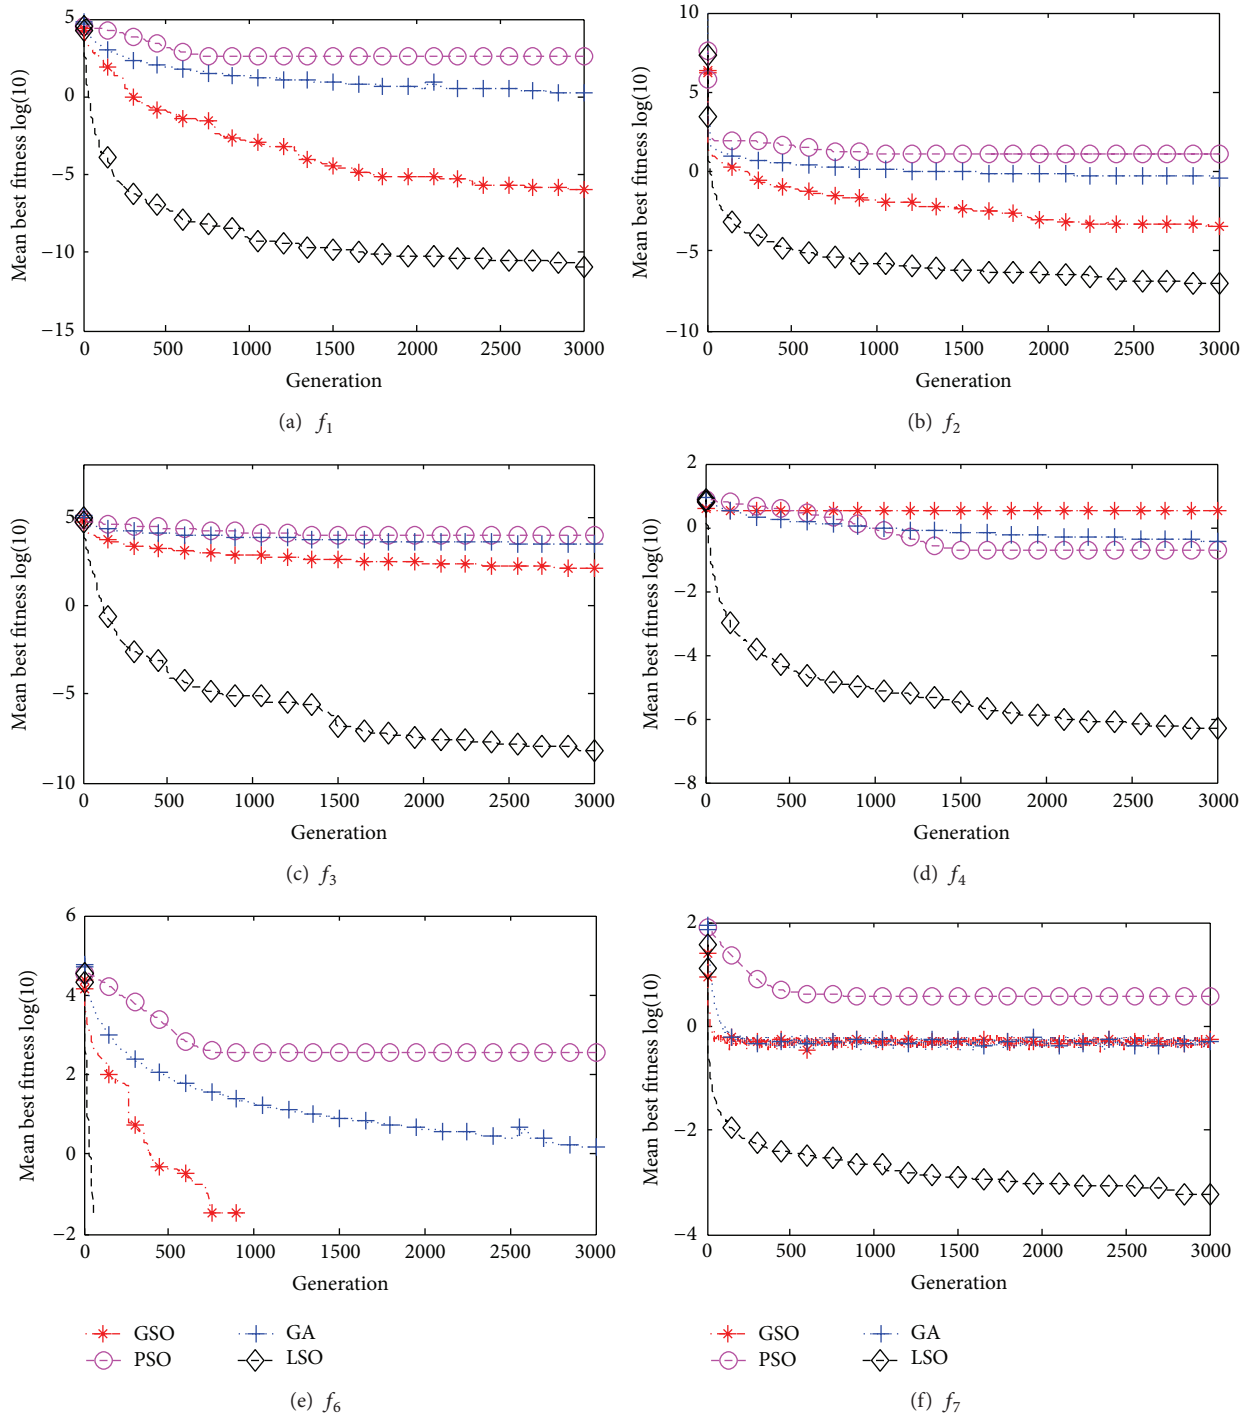 5
0
−5
−10
−15
Mean best fitness log(10)
0 500 1000 1500 2000 2500 3000
Generation
(a) f1
10
5
0
−5
−10
Mean best fitness log(10)
0 500 1000 1500 2000 2500 3000
Generation
(b) f2
5
0
−5
−10
Mean best fitness log(10)
0 500 1000 1500 2000 2500 3000
Generation
(c) f3
2
0
−2
−4
−6
−8
Mean best fitness log(10)
0 500 1000 1500 2000 2500 3000
Generation
(d) f4
6
4
2
0
−2
Mean best fitness log(10)
0 500 1000 1500 2000 2500 3000
Generation
GSO GA
PSO LSO
(e) f6
2
0
−2
−4
Mean best fitness log(10)
0 500 1000 1500 2000 2500 3000
Generation
GSO GA
PSO LSO
(f) f7